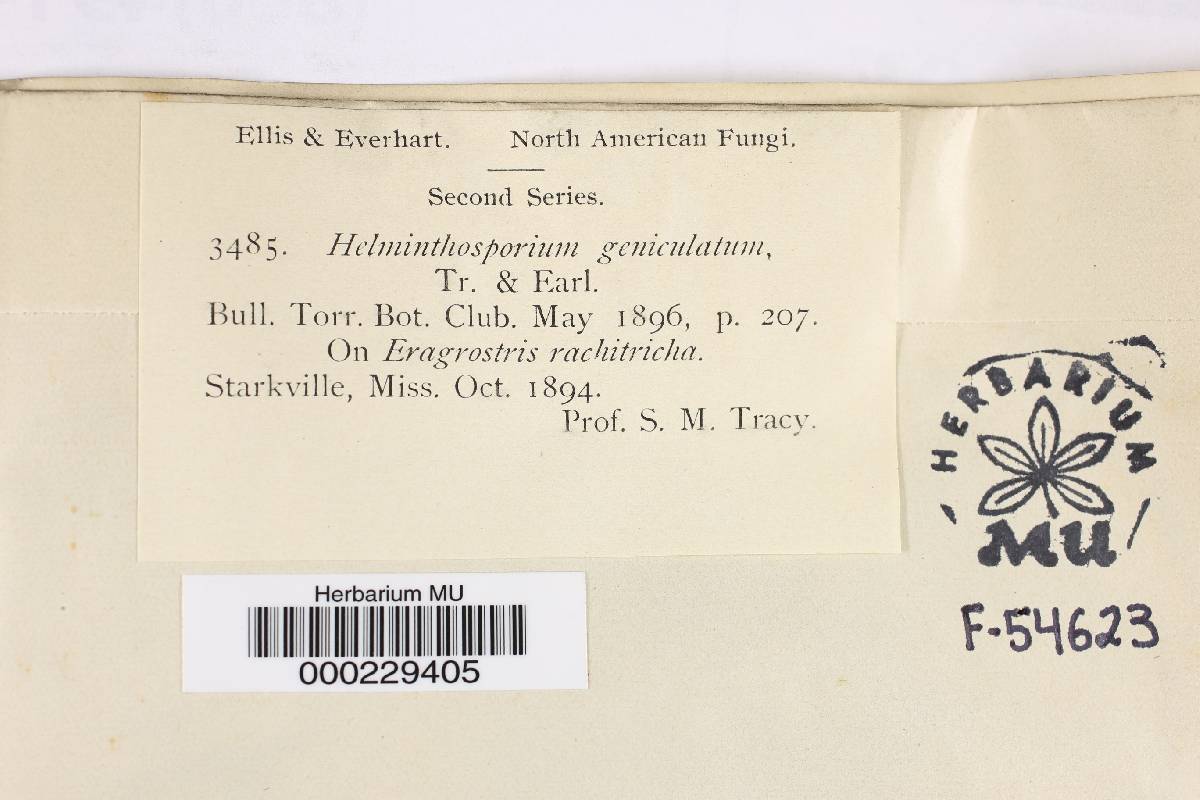 Ellis & Everhart. North American Fungi.
Second Series.
3485. Helminthosporium geniculatum,
Tr. & Earl.
Bull. Torr. Bot. Club. May 1896, p. 207.
On Eragrostris rachitricha.
Starkville, Miss. Oct. 1894.
Prof. S. M. Tracy.
HERBARIUM
MU
F-54623
Herbarium MU
000229405